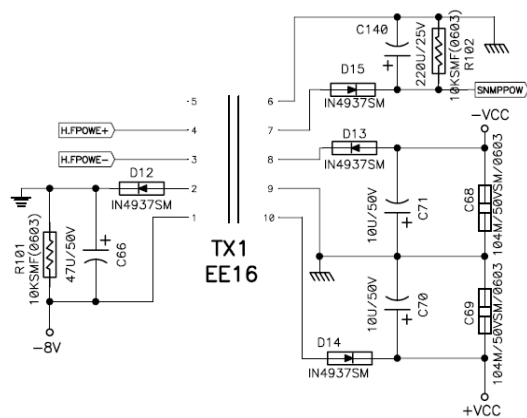 C140
+
220U/25V
10KSMF(0603)
R102
D15
IN4937SM
SNMPPOW
5
6
H.FPOWE+
4
7
D13
-VCC
H.FPOWE-
3
8
IN4937SM
D12
2
9
IN4937SM
1
10
R101
10KSMF(0603)
47U/50V
+
C66
-8V
TX1
EE16
10U/50V
+
C71
C68
104M/50VSM/0603
10U/50V
+
C70
C69
104M/50VSM/0603
D14
IN4937SM
+VCC